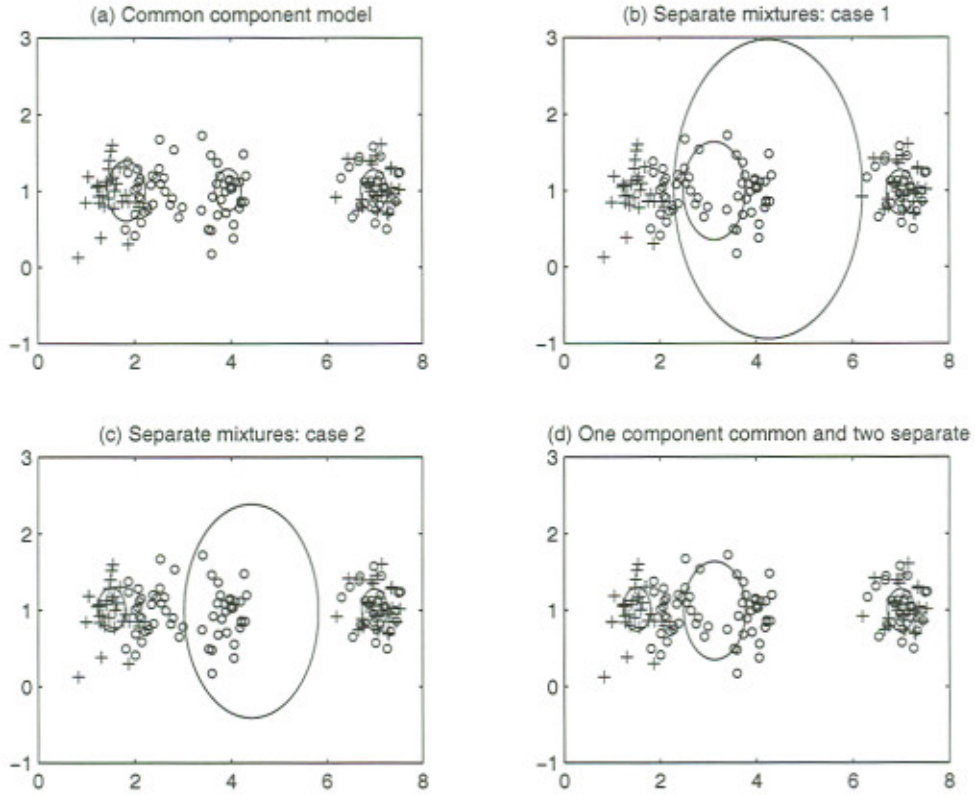 (a) Common component model
3
2
1
0
−1
0 2 4 6 8
(b) Separate mixtures: case 1
3
2
1
0
−1
0 2 4 6 8
(c) Separate mixtures: case 2
3
2
1
0
−1
0 2 4 6 8
(d) One component common and two separate
3
2
1
0
−1
0 2 4 6 8